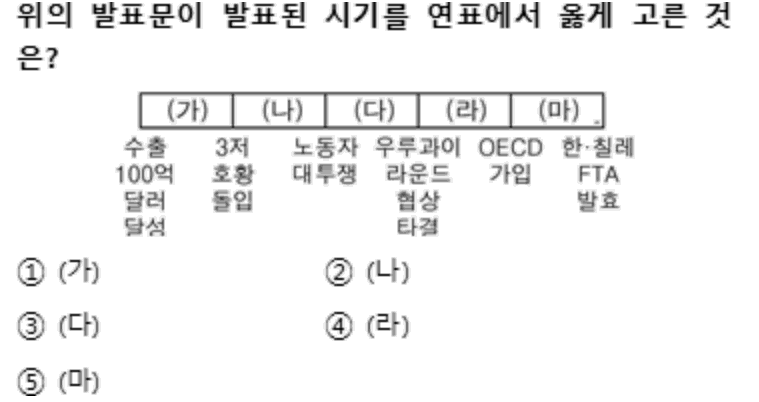 위의 발표문이 발표된 시기를 연표에서 옳게 고른 것
은?
(가) (나) (다) (라) (마)
수출 3저 노동자 우루과이 OECD 한·칠레
100억 호황 대투쟁 라운드 가입 FTA
달러 돌입 협상 발효
달성 타결
① (가) ② (나)
③ (다) ④ (라)
⑤ (마)